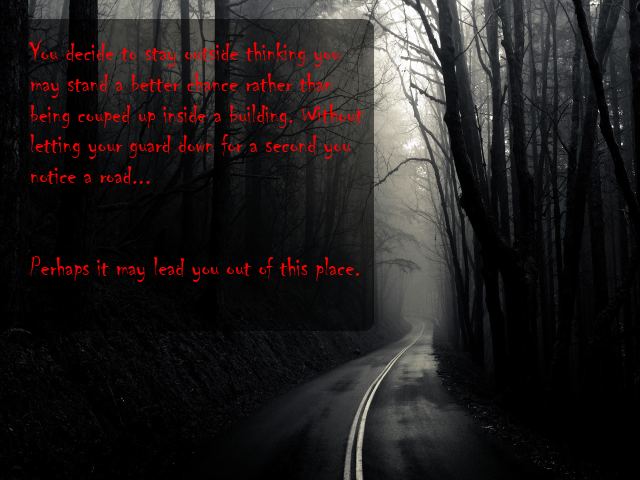 You decide to stay outside thinking you
may stand a better chance rather than
being couped up inside a building. Without
letting your guard down for a second you
notice a road...
Perhaps it may lead you out of this place.